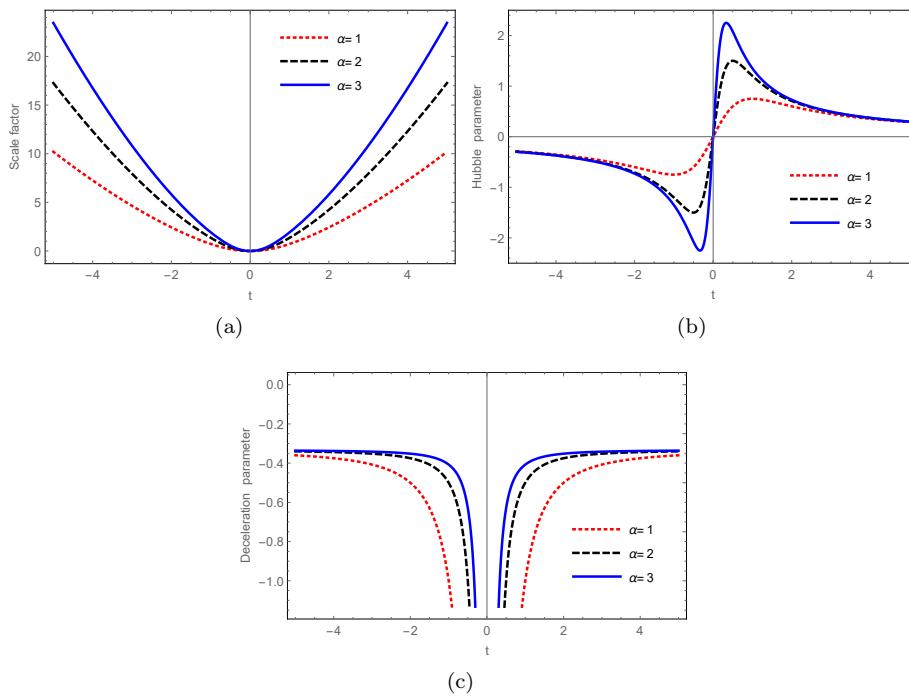 Scale factor
20
15
10
5
0
α= 1
α= 2
α= 3
−4 −2 0 2 4
t
(a)
Hubble parameter
2
1
0
−1
−2
α= 1
α= 2
α= 3
−4 −2 0 2 4
t
(b)
Deceleration parameter
0.0
−0.2
−0.4
−0.6
−0.8
−1.0
α= 1
α= 2
α= 3
−4 −2 0 2 4
t
(c)